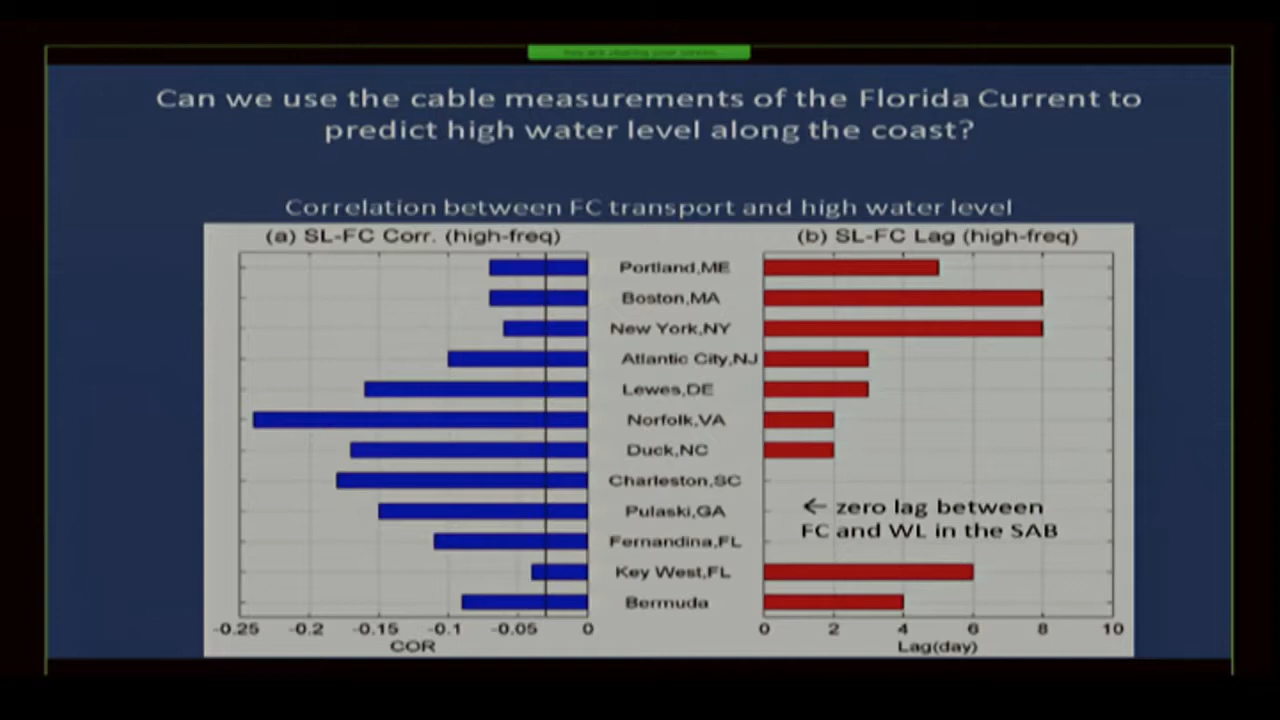 Can we use the cable measurements of the Florida Current to
predict high water level along the coast?
Correlation between FC transport and high water level
(a) SL-FC Corr. (high-freq)
(b) SL-FC Lag (high-freq)
Portland,ME
Boston,MA
New York,NY
Atlantic City,NJ
Lewes,DE
Norfolk,VA
Duck,NC
Charleston,SC
Pulaski,GA
Fernandina,FL
Key West,FL
Bermuda
← zero lag between
FC and WL in the SAB
-0.25 -0.2 -0.15 -0.1 -0.05 0
COR
0 2 4 6 8 10
Lag(day)